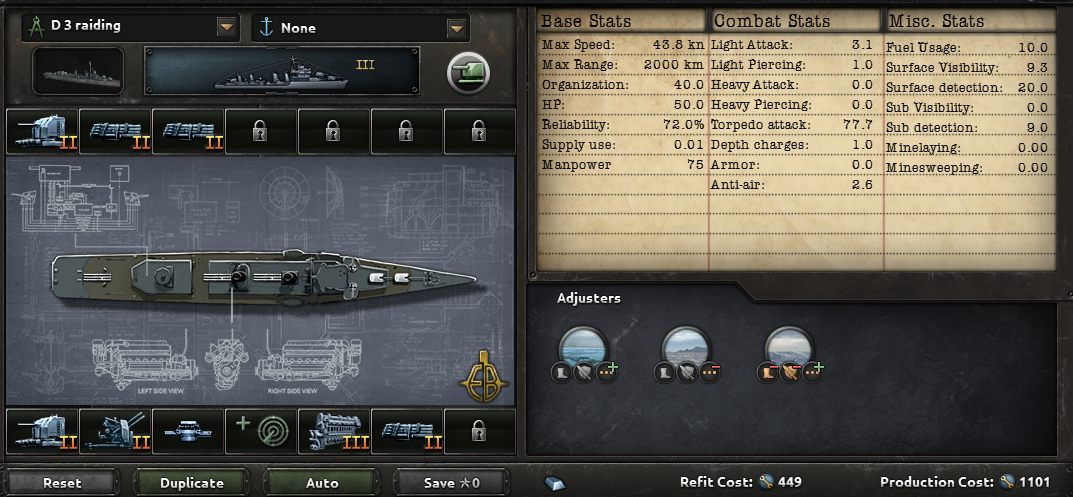 D 3 raiding
None
III
II
II
II
LEFT SIDE VIEW
RIGHT SIDE VIEW
EB
II
II
III
II
Reset
Duplicate
Auto
Save 0
Base Stats
Max Speed: 43.8 kn
Max Range: 2000 km
Organization: 40.0
HP: 50.0
Reliability: 72.0%
Supply use: 0.01
Manpower 75
Combat Stats
Light Attack: 3.1
Light Piercing: 1.0
Heavy Attack: 0.0
Heavy Piercing: 0.0
Torpedo attack: 77.7
Depth charges: 1.0
Armor: 0.0
Anti-air: 2.6
Misc. Stats
Fuel Usage: 10.0
Surface Visibility: 9.3
Surface detection: 20.0
Sub Visibility: 0.0
Sub detection: 9.0
Minelaying: 0.00
Minesweeping: 0.00
Adjusters
Refit Cost: 449
Production Cost: 1101